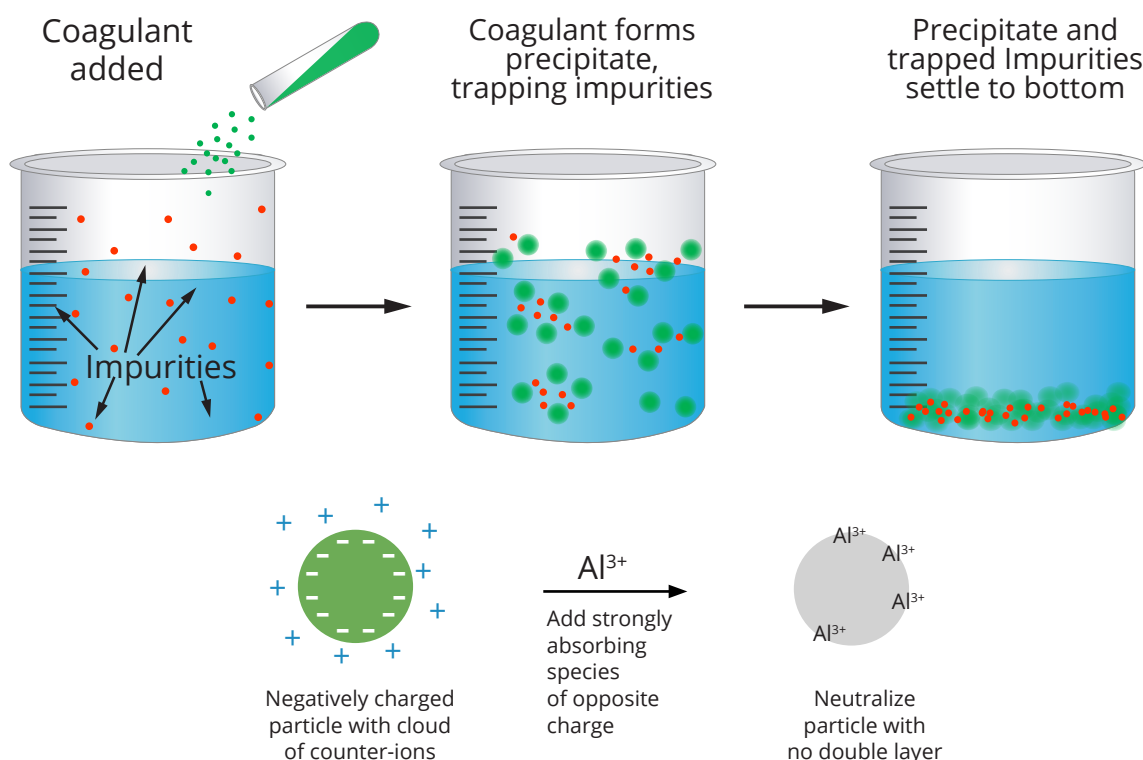 Coagulant
added
Coagulant forms
precipitate,
trapping impurities
Precipitate and
trapped Impurities
settle to bottom
Impurities
Al³⁺
Add strongly
absorbing
species
of opposite
charge
Al³⁺
Al³⁺
Al³⁺
Al³⁺
Negatively charged
particle with cloud
of counter-ions
Neutralize
particle with
no double layer